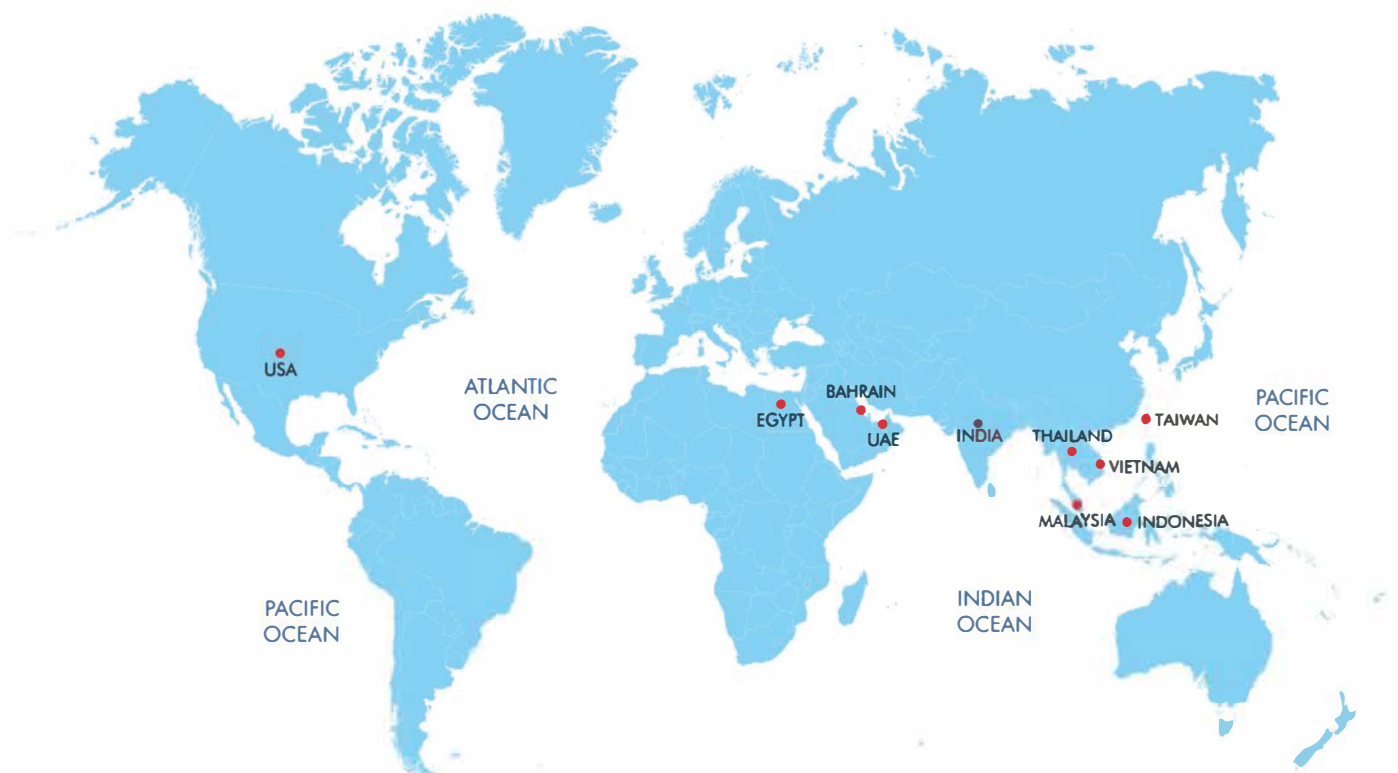 USA
ATLANTIC
OCEAN
BAHRAIN
EGYPT
UAE
INDIA
THAILAND
TAIWAN
VIETNAM
MALAYSIA
INDONESIA
PACIFIC
OCEAN
PACIFIC
OCEAN
INDIAN
OCEAN